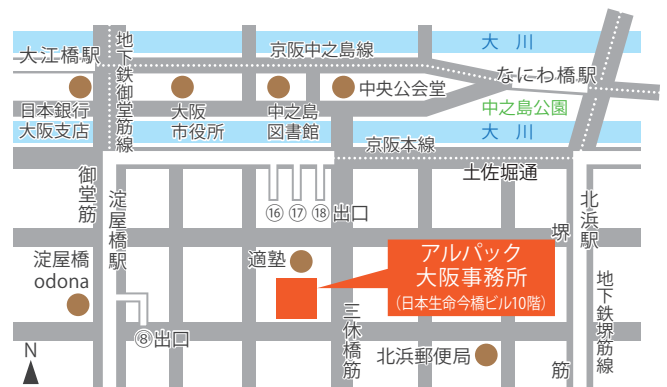 大江橋駅
地下鉄御堂筋線
京阪中之島線
大川
なにわ橋駅
日本銀行
大阪支店
大阪
市役所
中之島
図書館
中央公会堂
中之島公園
大川
京阪本線
土佐堀通
御堂筋
淀屋橋駅
⑯ ⑰ ⑱ 出口
北浜駅
堺筋
地下鉄堺筋線
淀屋橋
odona
適塾
アルパック
大阪事務所
(日本生命今橋ビル10階)
⑧出口
三休橋筋
北浜郵便局
N